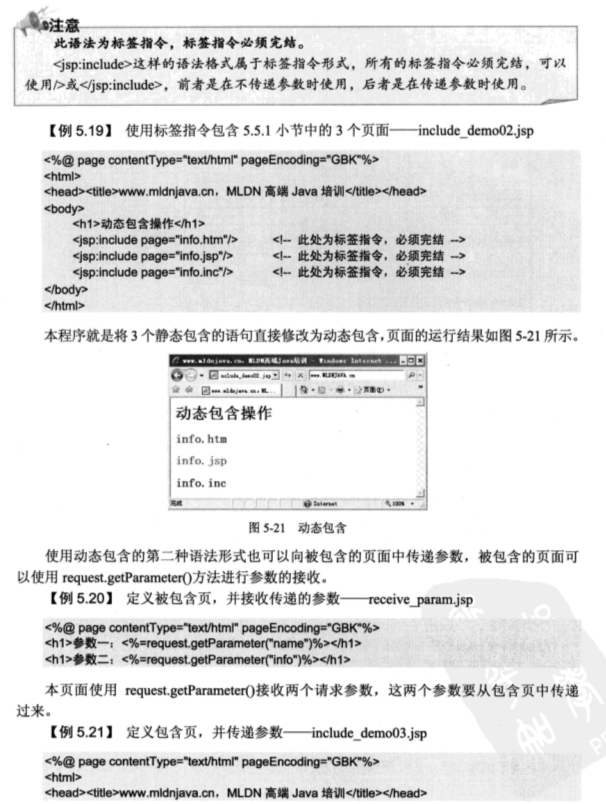 注意
此语法为标签指令，标签指令必须完结。
<jsp:include>这样的语法格式属于标签指令形式，所有的标签指令必须完结，可以
使用/>或</jsp:include>，前者是在不传递参数时使用，后者是在传递参数时使用。
【例 5.19】 使用标签指令包含 5.5.1 小节中的 3 个页面——include_demo02.jsp
<%@ page contentType="text/html" pageEncoding="GBK"%>
<html>
<head><title>www.mldnjava.cn，MLDN 高端 Java 培训</title></head>
<body>
<h1>动态包含操作</h1>
<jsp:include page="info.htm"/> <!-- 此处为标签指令，必须完结 -->
<jsp:include page="info.jsp"/> <!-- 此处为标签指令，必须完结 -->
<jsp:include page="info.inc"/> <!-- 此处为标签指令，必须完结 -->
</body>
</html>
本程序就是将 3 个静态包含的语句直接修改为动态包含，页面的运行结果如图 5-21 所示。
www.mldnjava.cn, MLDN高端Java培训 - Windows Internet ...
动态包含操作
info.htm
info.jsp
info.inc
完成 Internet 100%
图 5-21 动态包含
使用动态包含的第二种语法形式也可以向被包含的页面中传递参数，被包含的页面可
以使用 request.getParameter()方法进行参数的接收。
【例 5.20】 定义被包含页，并接收传递的参数——receive_param.jsp
<%@ page contentType="text/html" pageEncoding="GBK"%>
<h1>参数一：<%=request.getParameter("name")%></h1>
<h1>参数二：<%=request.getParameter("info")%></h1>
本页面使用 request.getParameter()接收两个请求参数，这两个参数要从包含页中传递
过来。
【例 5.21】 定义包含页，并传递参数——include_demo03.jsp
<%@ page contentType="text/html" pageEncoding="GBK"%>
<html>
<head><title>www.mldnjava.cn，MLDN 高端 Java 培训</title></head>